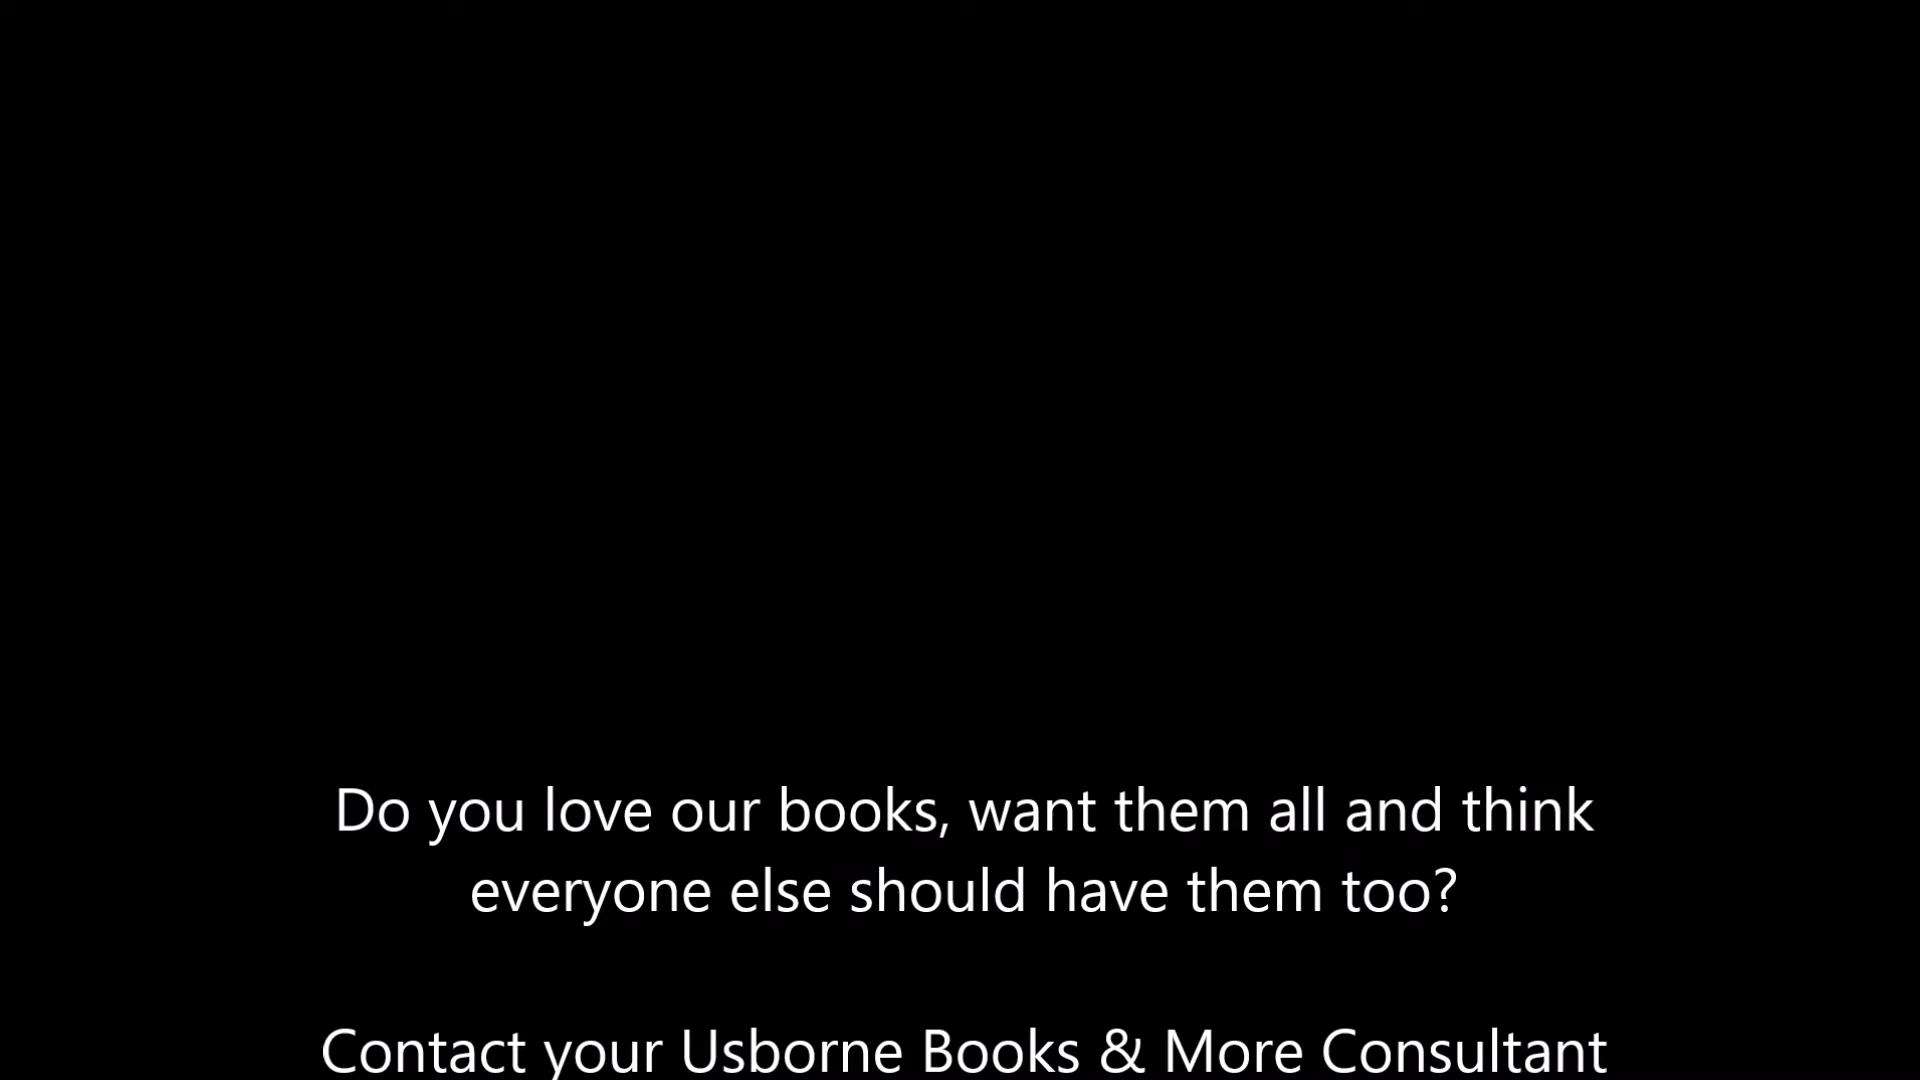 Do you love our books, want them all and think
everyone else should have them too?
Contact your Usborne Books & More Consultant